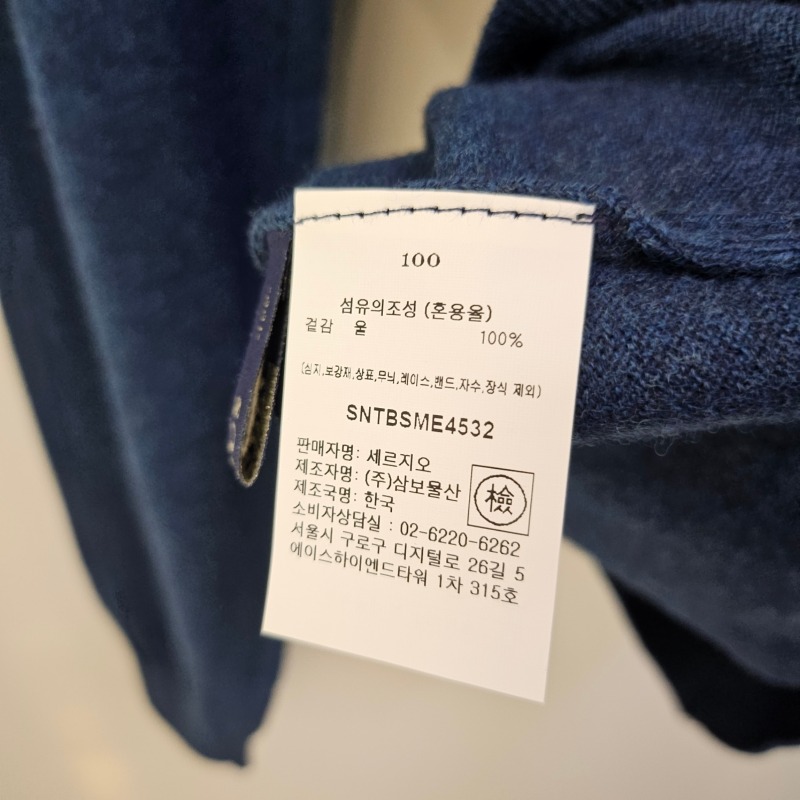 100
섬유의조성 (혼용율)
겉감 울 100%
(심지,보강재,상표,무늬,레이스,밴드,자수,장식 제외)
SNTBSME4532
판매자명: 세르지오
제조자명: (주)삼보물산
제조국명: 한국
檢
소비자상담실 : 02-6220-6262
서울시 구로구 디지털로 26길 5
에이스하이엔드타워 1차 315호